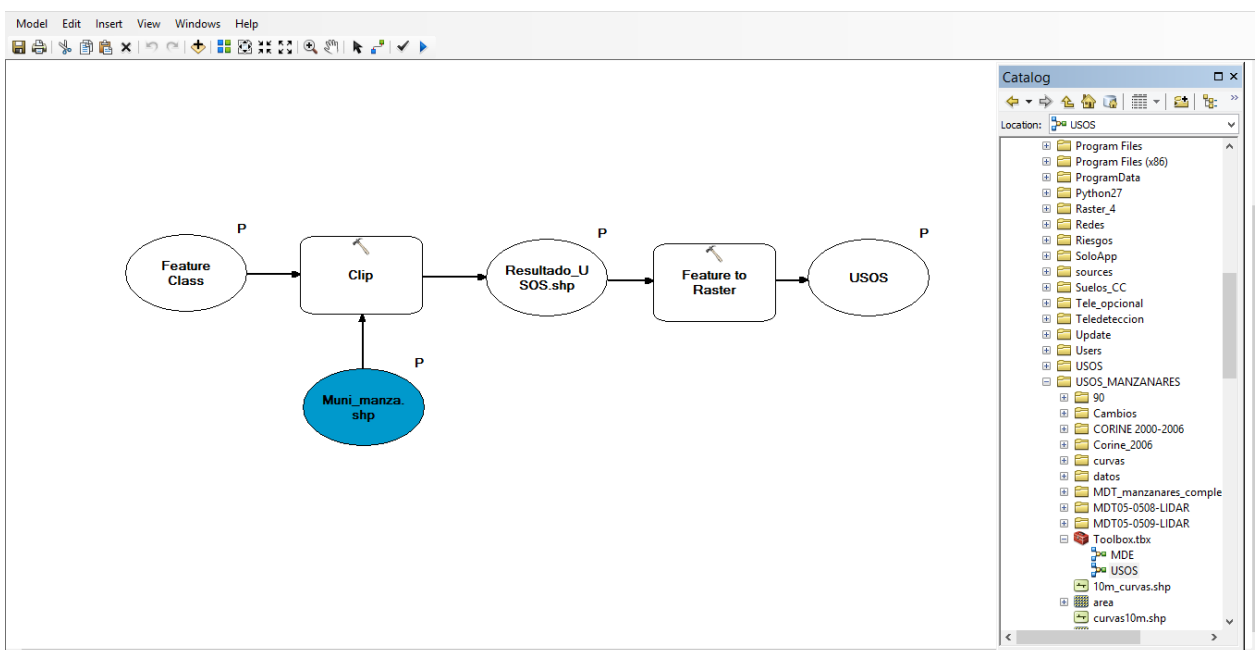 Model Edit Insert View Windows Help
P
Feature
Class
Clip
P
Resultado_U
SOS.shp
Feature to
Raster
P
USOS
P
Muni_manza.
shp
Catalog
Location: USOS
Program Files
Program Files (x86)
ProgramData
Python27
Raster_4
Redes
Riesgos
SoloApp
sources
Suelos_CC
Tele_opcional
Teledeteccion
Update
Users
USOS
USOS_MANZANARES
90
Cambios
CORINE 2000-2006
Corine_2006
curvas
datos
MDT_manzanares_comple
MDT05-0508-LIDAR
MDT05-0509-LIDAR
Toolbox.tbx
MDE
USOS
10m_curvas.shp
area
curvas10m.shp